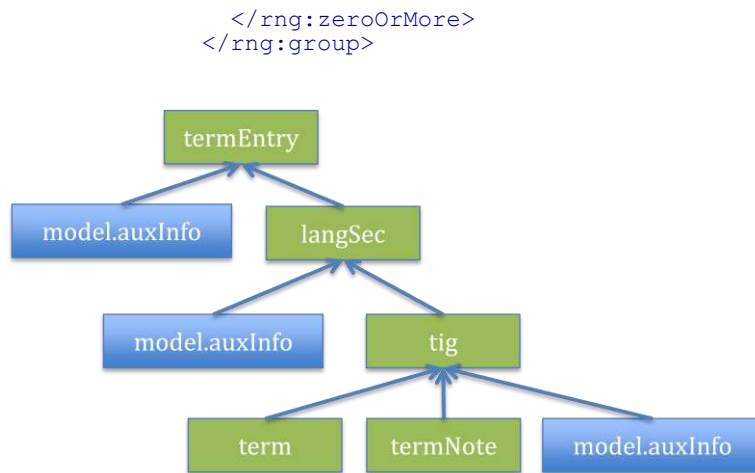 </rng:zeroOrMore>
</rng:group>
termEntry
model.auxInfo
langSec
model.auxInfo
tig
term
termNote
model.auxInfo